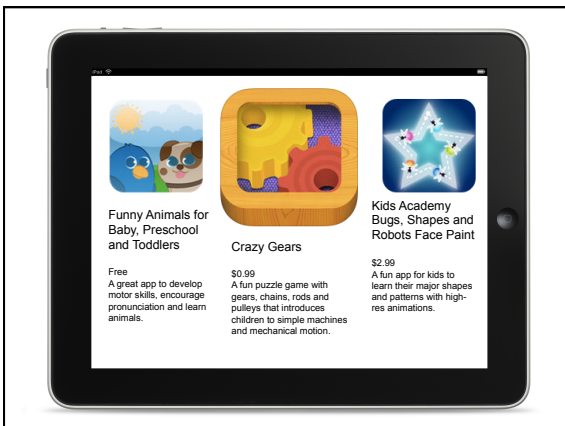 iPad
Funny Animals for
Baby, Preschool
and Toddlers
Free
A great app to develop
motor skills, encourage
pronunciation and learn
animals.
Crazy Gears
$0.99
A fun puzzle game with
gears, chains, rods and
pulleys that introduces
children to simple machines
and mechanical motion.
Kids Academy
Bugs, Shapes and
Robots Face Paint
$2.99
A fun app for kids to
learn their major shapes
and patterns with high-
res animations.